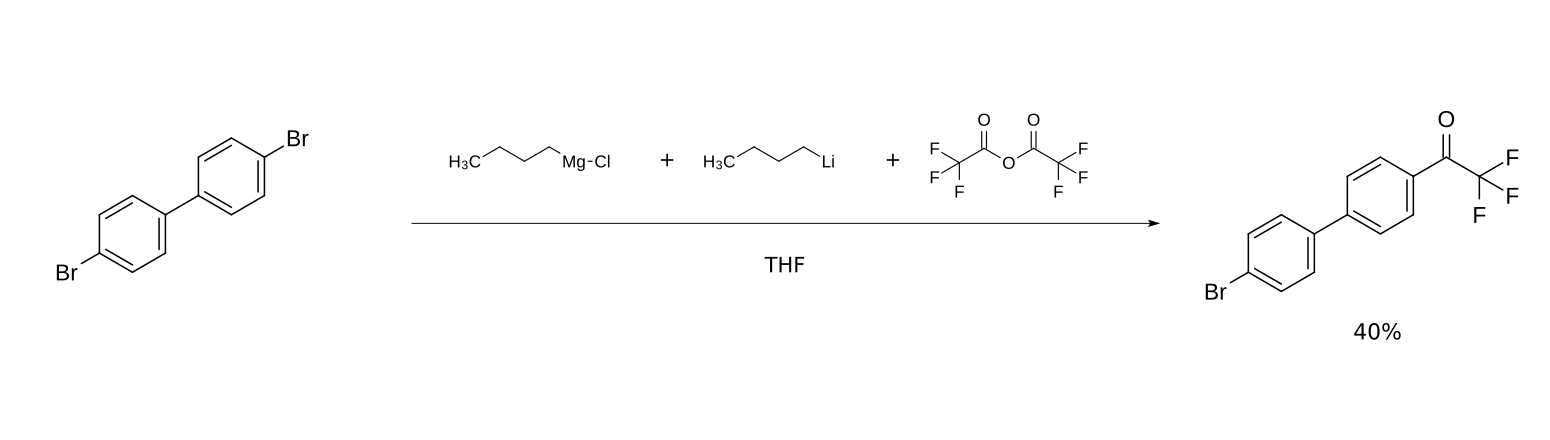 Br
Br
H₃C Mg-Cl + H₃C Li + F F F O O O F F F
THF
O
F
F
F
Br
40%